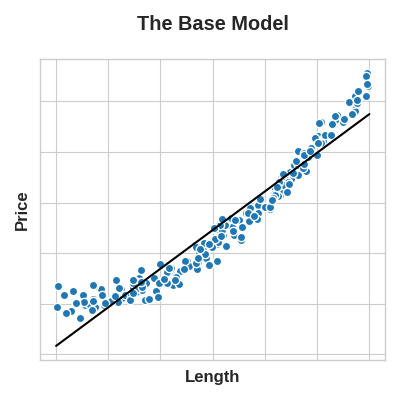 The Base Model
Price
Length